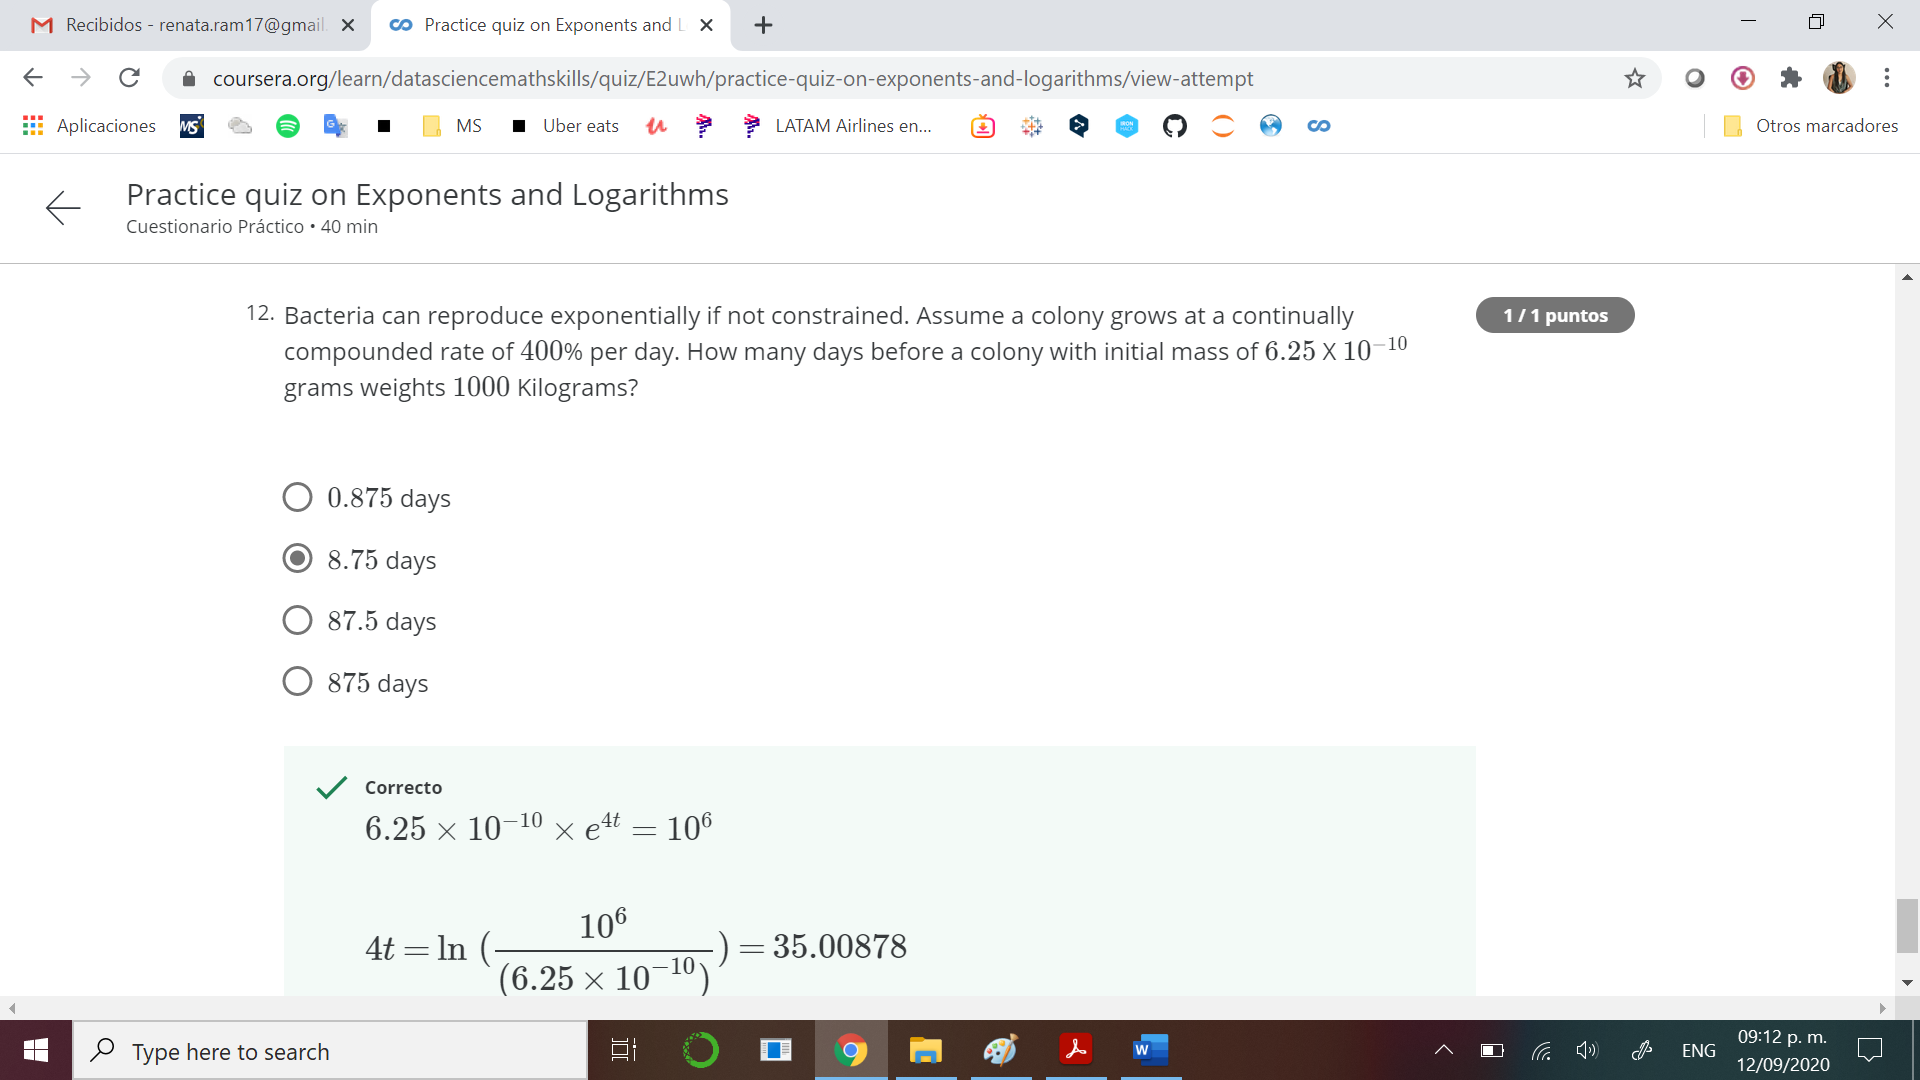 Recibidos - renata.ram17@gmail.
Practice quiz on Exponents and L
coursera.org/learn/datasciencemathskills/quiz/E2uwh/practice-quiz-on-exponents-and-logarithms/view-attempt
Aplicaciones
MS
MS
Uber eats
LATAM Airlines en...
IRON HACK
Otros marcadores
Practice quiz on Exponents and Logarithms
Cuestionario Práctico • 40 min
12. Bacteria can reproduce exponentially if not constrained. Assume a colony grows at a continually
compounded rate of 400% per day. How many days before a colony with initial mass of 6.25 X 10⁻¹⁰
grams weights 1000 Kilograms?
1 / 1 puntos
0.875 days
8.75 days
87.5 days
875 days
Correcto
6.25 × 10⁻¹⁰ × e⁴ᵗ = 10⁶
4t = ln (10⁶/(6.25 × 10⁻¹⁰)) = 35.00878
Type here to search
W
ENG
09:12 p. m.
12/09/2020